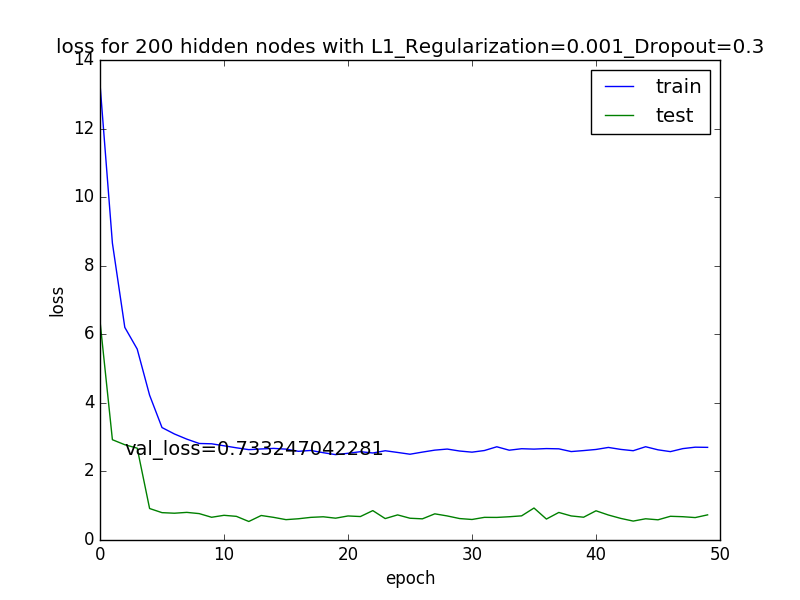 loss for 200 hidden nodes with L1_Regularization=0.001_Dropout=0.3
14
12
10
8
6
4
2
0
loss
train
test
val_loss=0.733247042281
0 10 20 30 40 50
epoch